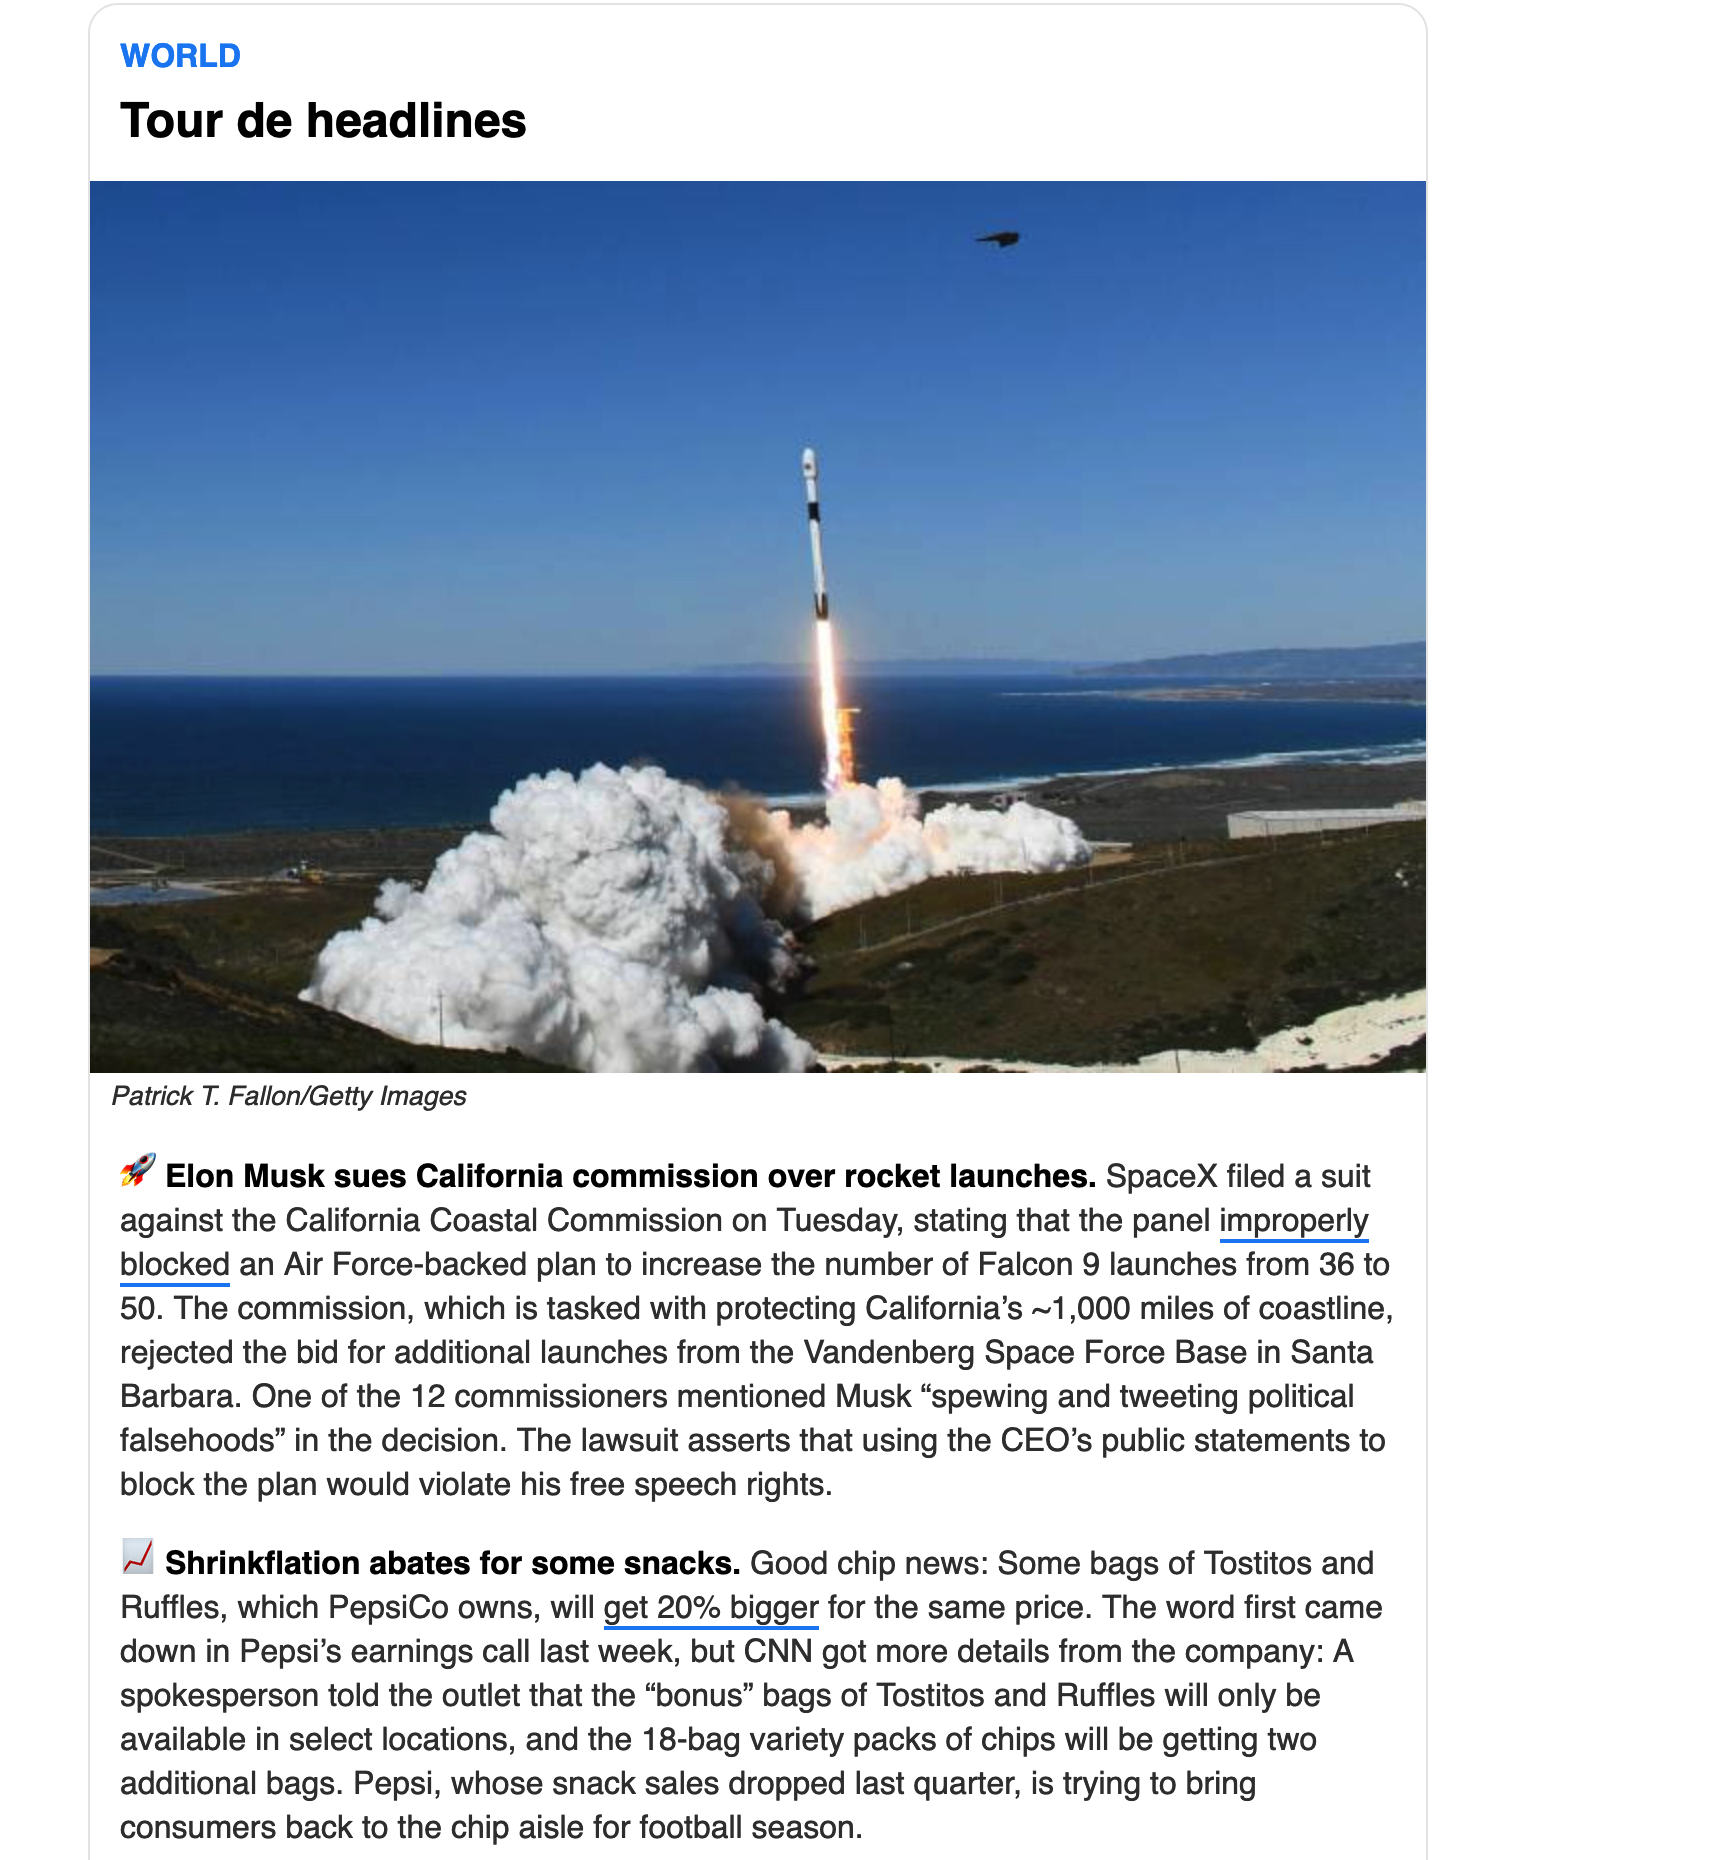 WORLD
Tour de headlines
Patrick T. Fallon/Getty Images
🚀 Elon Musk sues California commission over rocket launches. SpaceX filed a suit
against the California Coastal Commission on Tuesday, stating that the panel improperly
blocked an Air Force-backed plan to increase the number of Falcon 9 launches from 36 to
50. The commission, which is tasked with protecting California’s ~1,000 miles of coastline,
rejected the bid for additional launches from the Vandenberg Space Force Base in Santa
Barbara. One of the 12 commissioners mentioned Musk “spewing and tweeting political
falsehoods” in the decision. The lawsuit asserts that using the CEO’s public statements to
block the plan would violate his free speech rights.
📈 Shrinkflation abates for some snacks. Good chip news: Some bags of Tostitos and
Ruffles, which PepsiCo owns, will get 20% bigger for the same price. The word first came
down in Pepsi’s earnings call last week, but CNN got more details from the company: A
spokesperson told the outlet that the “bonus” bags of Tostitos and Ruffles will only be
available in select locations, and the 18-bag variety packs of chips will be getting two
additional bags. Pepsi, whose snack sales dropped last quarter, is trying to bring
consumers back to the chip aisle for football season.